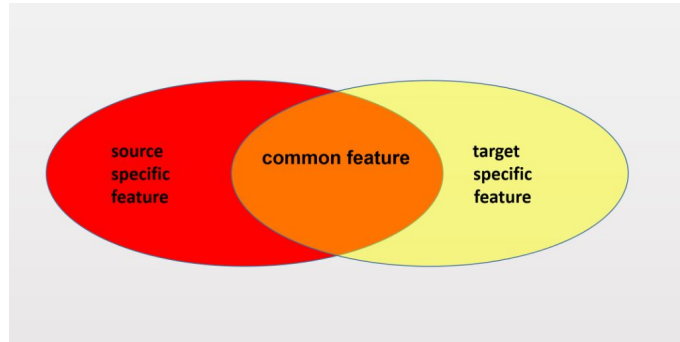 source
specific
feature
common feature
target
specific
feature